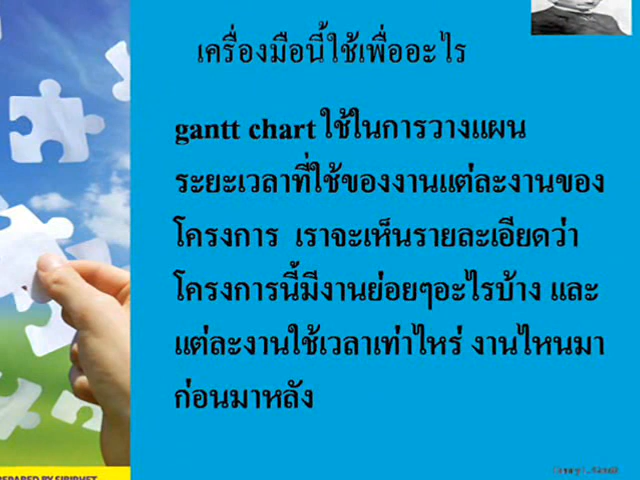 เครื่องมือนี้ใช้เพื่ออะไร
gantt chart ใช้ในการวางแผน
ระยะเวลาที่ใช้ของงานแต่ละงานของ
โครงการ เราจะเห็นรายละเอียดว่า
โครงการนี้มีงานย่อยๆอะไรบ้าง และ
แต่ละงานใช้เวลาเท่าไหร่ งานไหนมา
ก่อนมาหลัง
BY